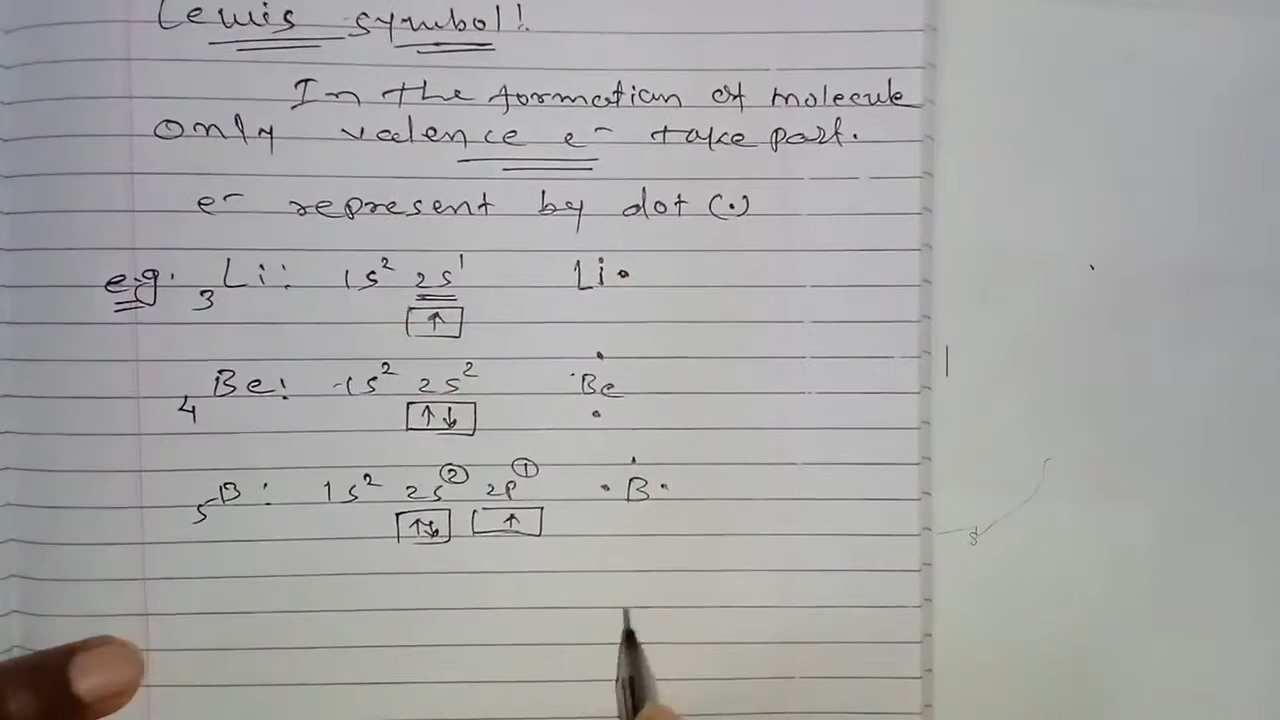 Lewis symbol!
In the formation of molecule
only valence e⁻ take part.
e⁻ represent by dot (•)
e.g. ₃Li: 1s² 2s¹ Li•
↑
₄Be: 1s² 2s² Be
↑↓
₅B: 1s² 2s② 2p① •B•
↑↓ ↑